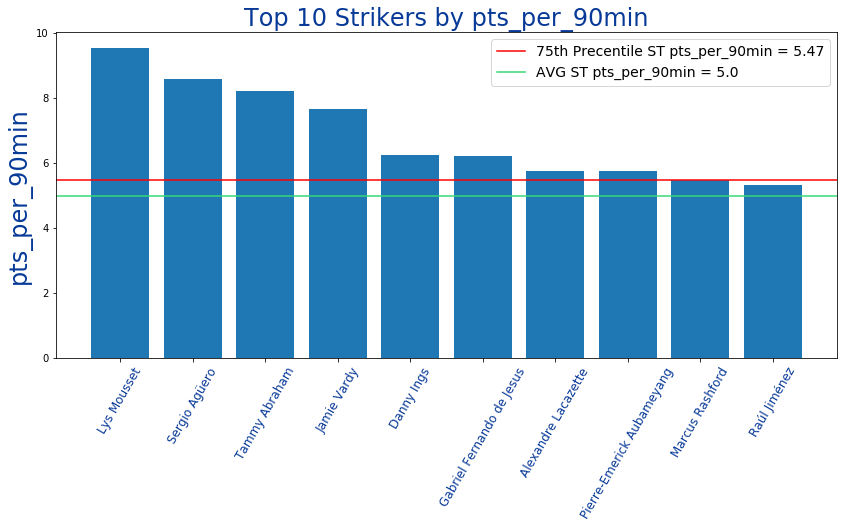 Top 10 Strikers by pts_per_90min
75th Precentile ST pts_per_90min = 5.47
AVG ST pts_per_90min = 5.0
pts_per_90min
10
8
6
4
2
0
Lys Mousset
Sergio Agüero
Tammy Abraham
Jamie Vardy
Danny Ings
Gabriel Fernando de Jesus
Alexandre Lacazette
Pierre-Emerick Aubameyang
Marcus Rashford
Raúl Jiménez